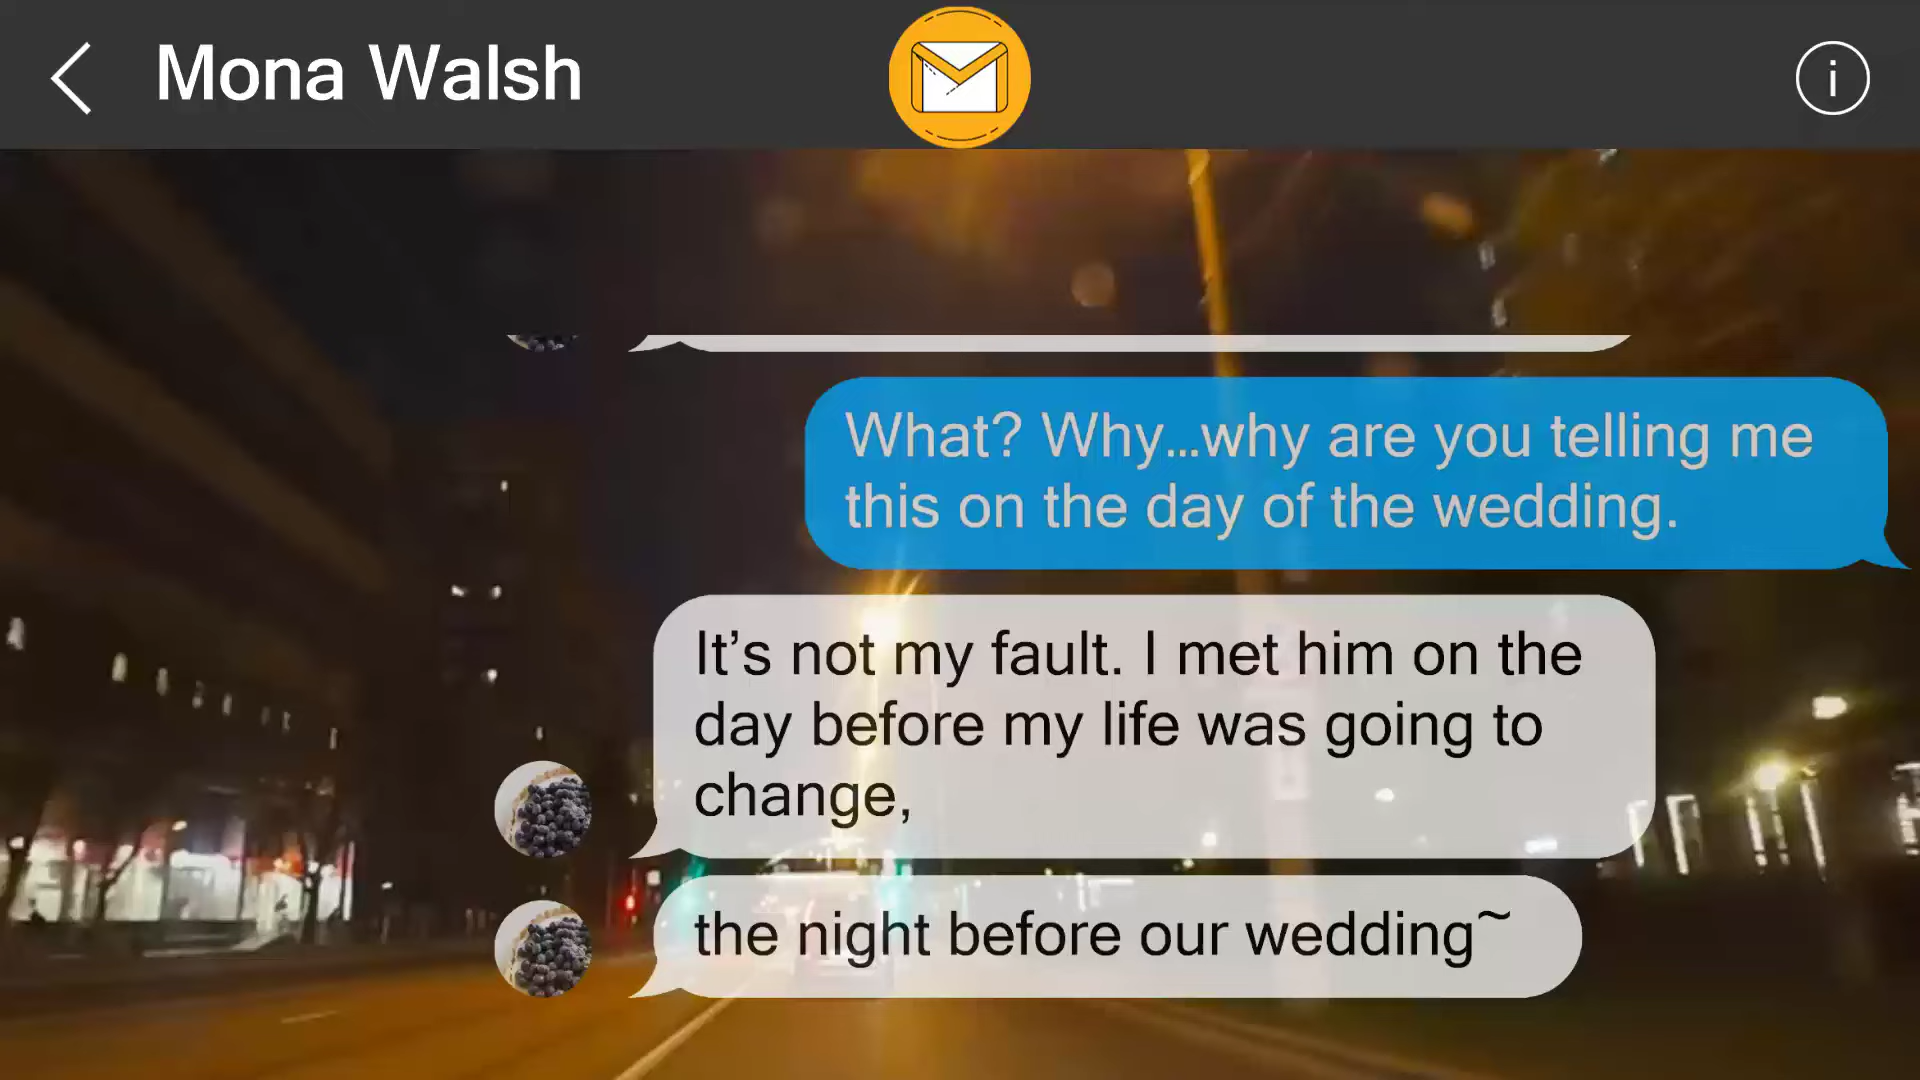 Mona Walsh
What? Why...why are you telling me
this on the day of the wedding.
It’s not my fault. I met him on the
day before my life was going to
change,
the night before our wedding~